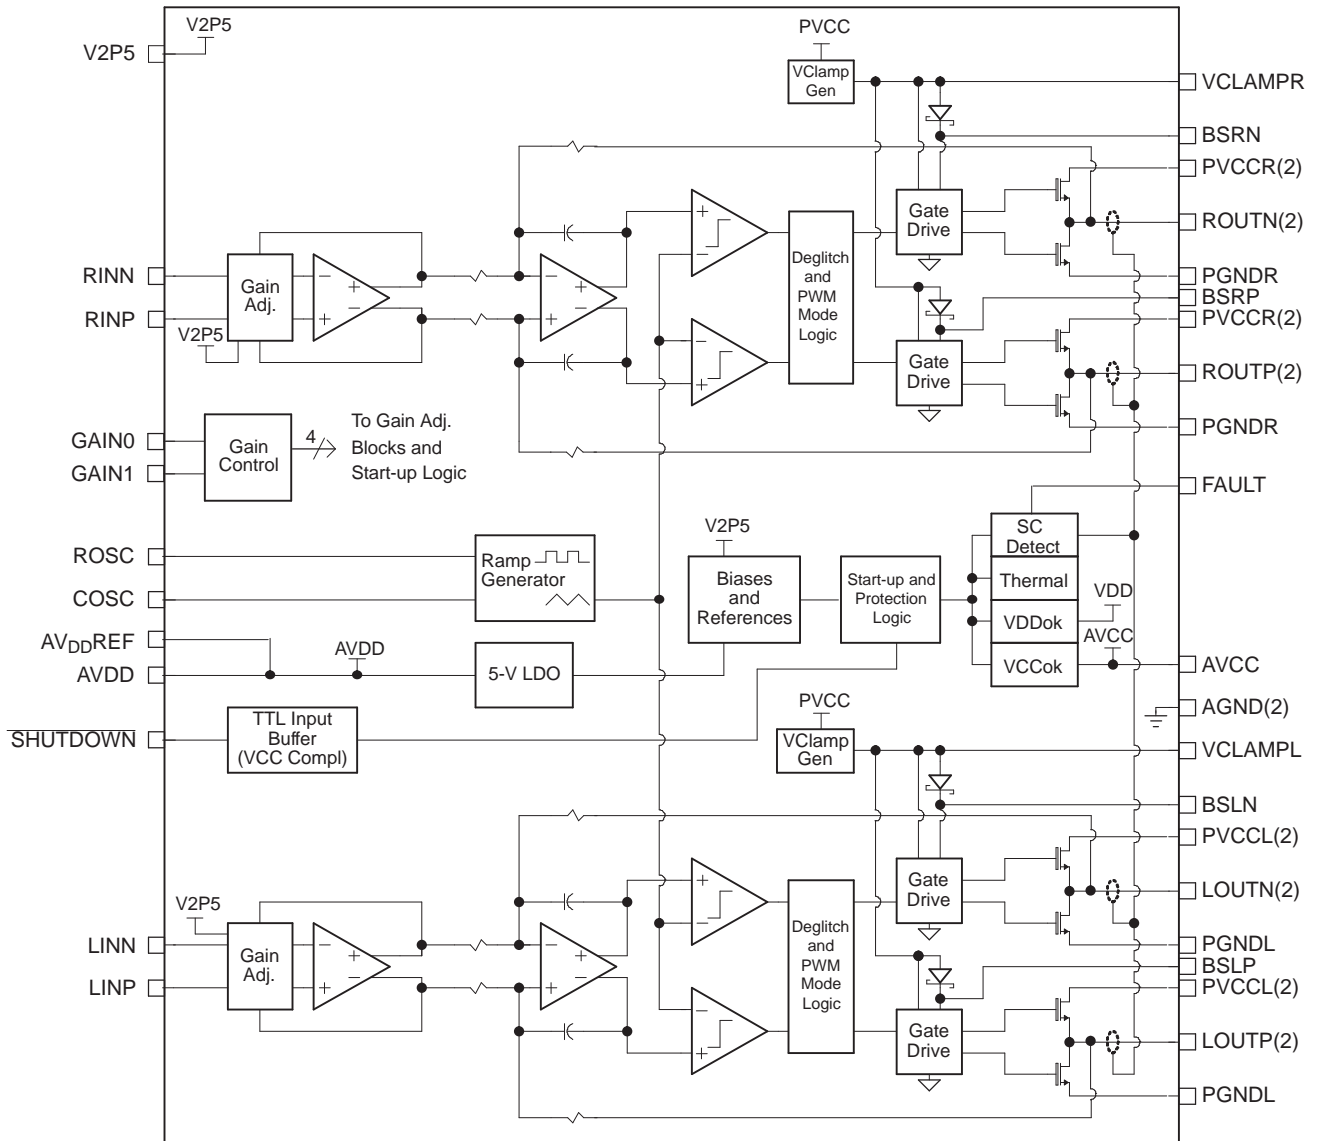 V2P5
V2P5
PVCC
VClamp
Gen
VCLAMPR
BSRN
PVCCR(2)
Gate
Drive
ROUTN(2)
Deglitch
and
PWM
Mode
Logic
RINN
RINP
Gain
Adj.
V2P5
PGNDR
BSRP
PVCCR(2)
Gate
Drive
ROUTP(2)
PGNDR
GAIN0
GAIN1
Gain
Control
4
To Gain Adj.
Blocks and
Start-up Logic
FAULT
SC
Detect
Thermal
VDDok
VCCok
VDD
AVCC
AVCC
ROSC
COSC
Ramp
Generator
V2P5
Biases
and
References
Start-up and
Protection
Logic
AVDDREF
AVDD
AVDD
5-V LDO
AGND(2)
SHUTDOWN
TTL Input
Buffer
(VCC Compl)
PVCC
VClamp
Gen
VCLAMPL
BSLN
PVCCL(2)
Gate
Drive
LOUTN(2)
Deglitch
and
PWM
Mode
Logic
V2P5
LINN
LINP
Gain
Adj.
PGNDL
BSLP
PVCCL(2)
Gate
Drive
LOUTP(2)
PGNDL